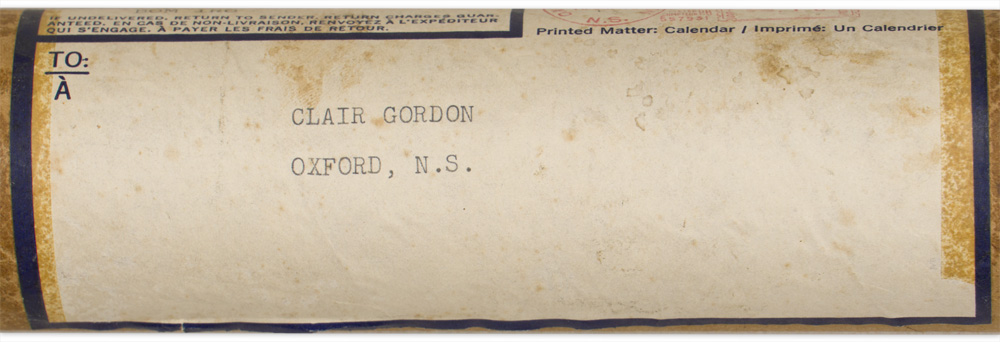 IF UNDELIVERED, RETURN TO SENDER, RETURN CHARGES GUAR-
ANTEED. EN CAS DE NON-LIVRAISON, RENVOYEZ À L'EXPÉDITEUR
QUI S'ENGAGE. À PAYER LES FRAIS DE RETOUR.
N.S.
Printed Matter: Calendar / Imprimé: Un Calendrier
TO:
À
CLAIR GORDON
OXFORD, N.S.